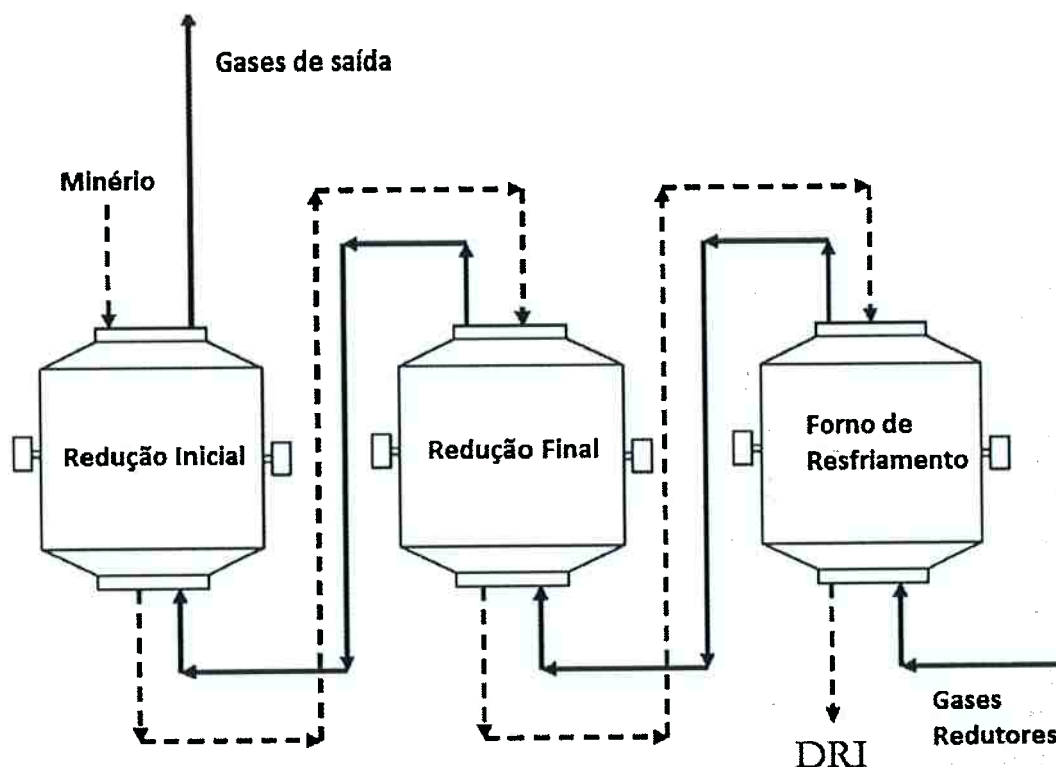 Gases de saída
Minério
Redução Inicial
Redução Final
Forno de
Resfriamento
Gases
Redutores
DRI